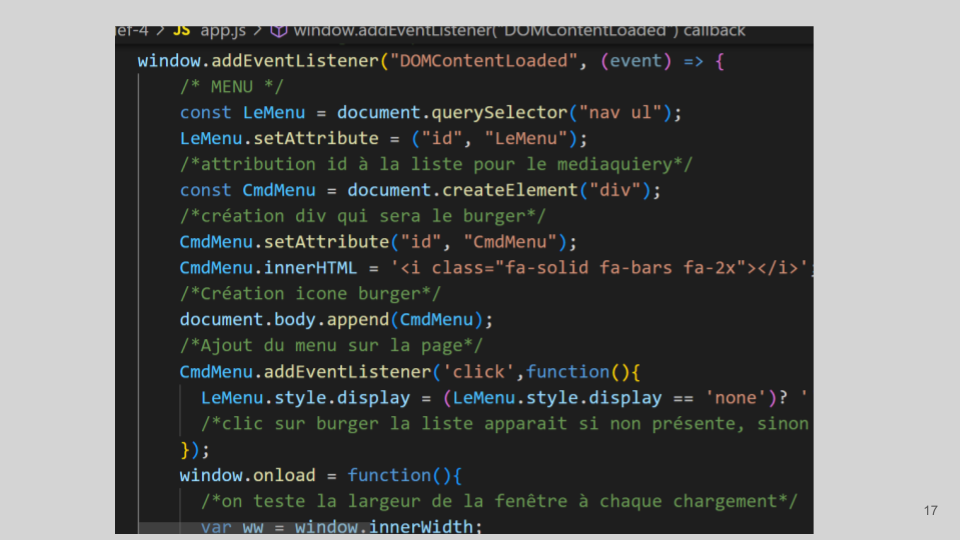 ef-4 > JS app.js > window.addEventListener("DOMContentLoaded") callback
window.addEventListener("DOMContentLoaded", (event) => {
/* MENU */
const LeMenu = document.querySelector("nav ul");
LeMenu.setAttribute = ("id", "LeMenu");
/*attribution id à la liste pour le mediaquiery*/
const CmdMenu = document.createElement("div");
/*création div qui sera le burger*/
CmdMenu.setAttribute("id", "CmdMenu");
CmdMenu.innerHTML = '<i class="fa-solid fa-bars fa-2x"></i>';
/*Création icone burger*/
document.body.append(CmdMenu);
/*Ajout du menu sur la page*/
CmdMenu.addEventListener('click',function(){
LeMenu.style.display = (LeMenu.style.display == 'none')? '
/*clic sur burger la liste apparait si non présente, sinon
});
window.onload = function(){
/*on teste la largeur de la fenêtre à chaque chargement*/
var ww = window.innerWidth;
17